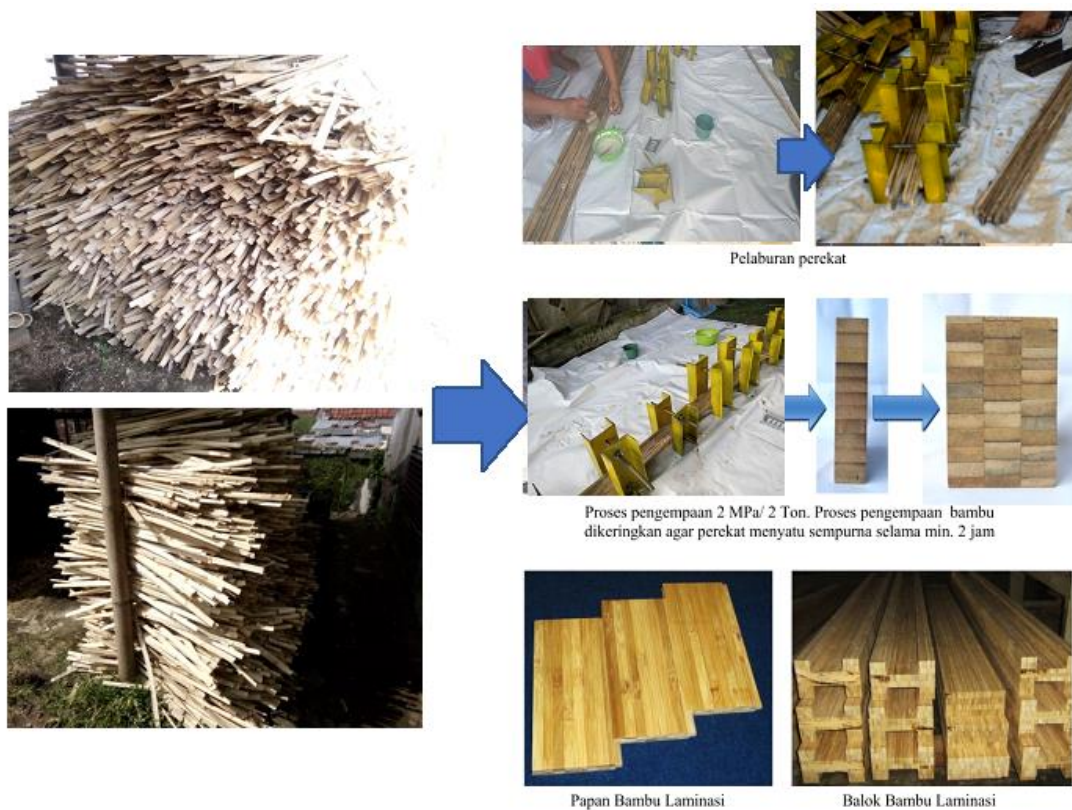 Pelaburan perekat
Proses pengempaan 2 MPa/ 2 Ton. Proses pengempaan bambu
dikeringkan agar perekat menyatu sempurna selama min. 2 jam
Papan Bambu Laminasi
Balok Bambu Laminasi